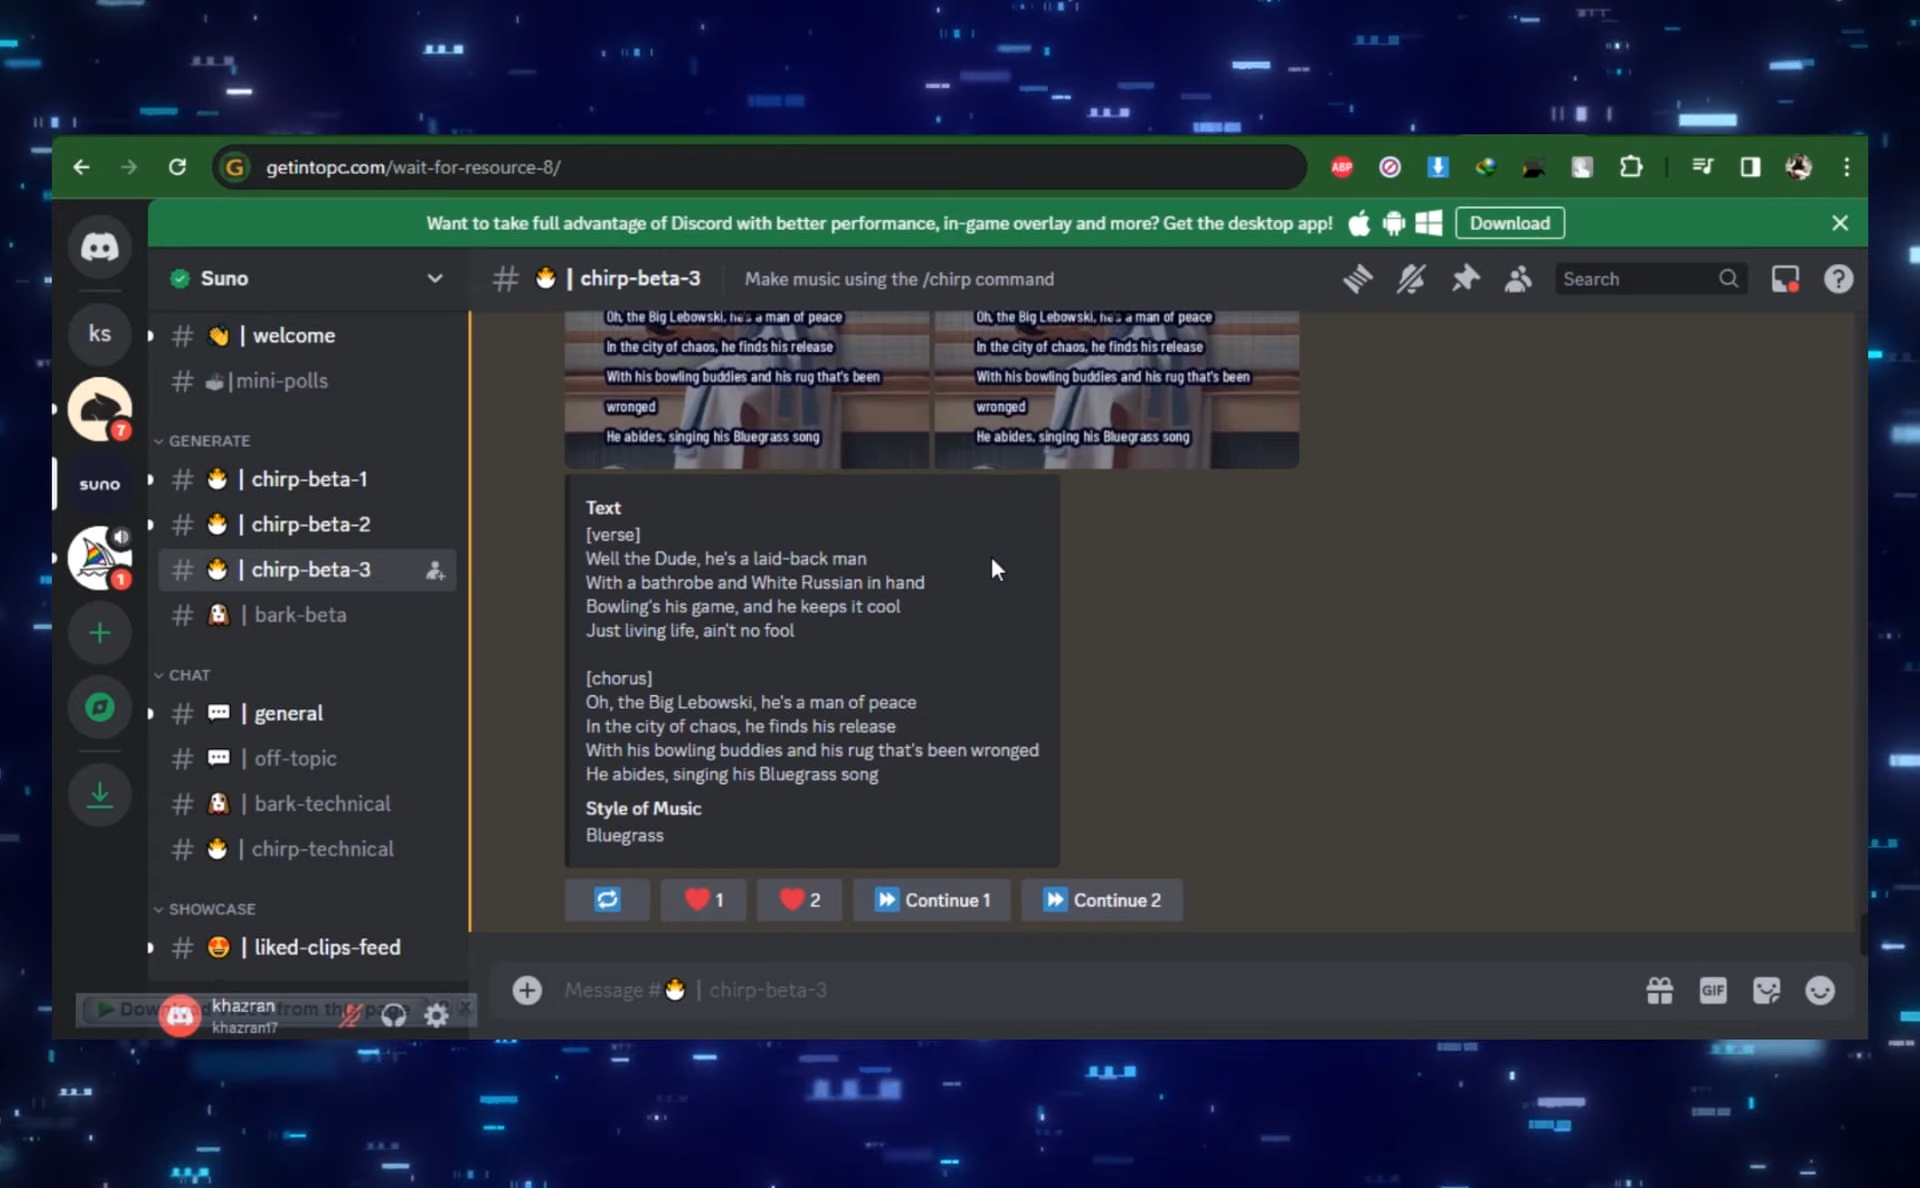 getintopc.com/wait-for-resource-8/
ABP
Want to take full advantage of Discord with better performance, in-game overlay and more? Get the desktop app!
Download
Suno
# | chirp-beta-3
Make music using the /chirp command
Search
ks
7
suno
1
# | welcome
# |mini-polls
GENERATE
# | chirp-beta-1
# | chirp-beta-2
# | chirp-beta-3
# | bark-beta
CHAT
# | general
# | off-topic
# | bark-technical
# | chirp-technical
SHOWCASE
# | liked-clips-feed
khazran
khazran17
Oh, the Big Lebowski, he's a man of peace
In the city of chaos, he finds his release
With his bowling buddies and his rug that's been
wronged
He abides, singing his Bluegrass song
Oh, the Big Lebowski, he's a man of peace
In the city of chaos, he finds his release
With his bowling buddies and his rug that's been
wronged
He abides, singing his Bluegrass song
Text
[verse]
Well the Dude, he's a laid-back man
With a bathrobe and White Russian in hand
Bowling's his game, and he keeps it cool
Just living life, ain't no fool
[chorus]
Oh, the Big Lebowski, he's a man of peace
In the city of chaos, he finds his release
With his bowling buddies and his rug that's been wronged
He abides, singing his Bluegrass song
Style of Music
Bluegrass
1
2
Continue 1
Continue 2
Message # | chirp-beta-3
GIF